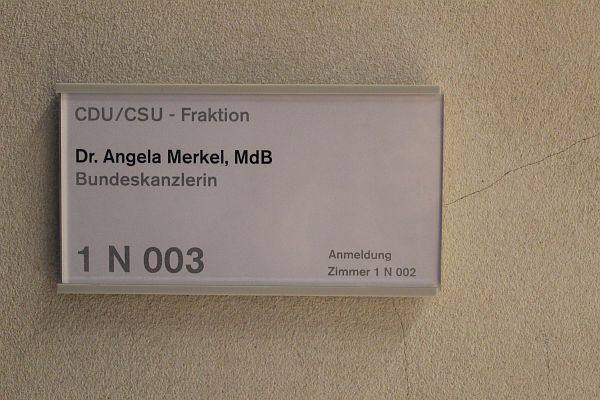 CDU/CSU - Fraktion
Dr. Angela Merkel, MdB
Bundeskanzlerin
1 N 003
Anmeldung
Zimmer 1 N 002